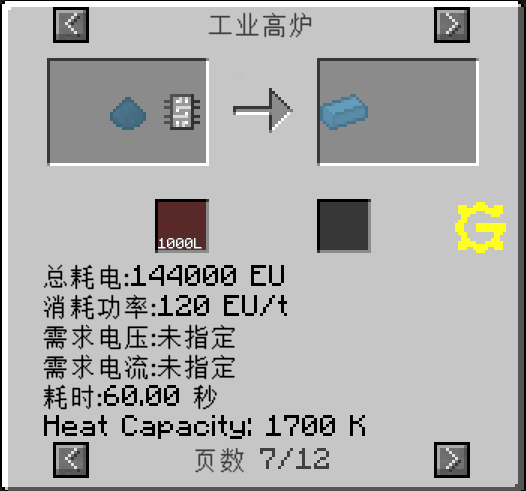 <
工业高炉
>
1000L
G
总耗电:144000 EU
消耗功率:120 EU/t
需求电压:未指定
需求电流:未指定
耗时:60.00 秒
Heat Capacity: 1700 K
<
页数 7/12
>